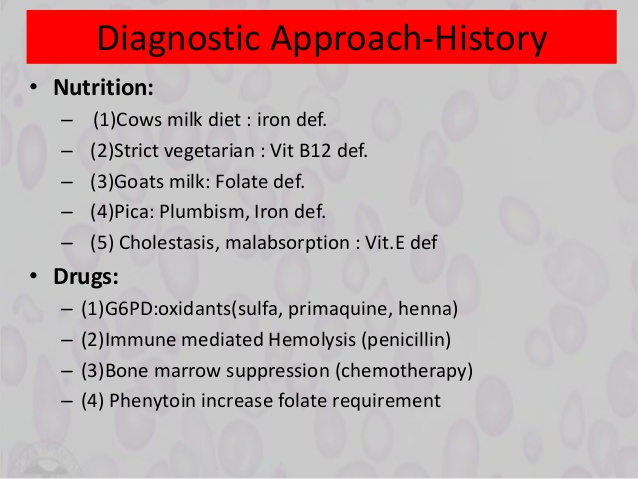 Diagnostic Approach-History
• Nutrition:
– (1)Cows milk diet : iron def.
– (2)Strict vegetarian : Vit B12 def.
– (3)Goats milk: Folate def.
– (4)Pica: Plumbism, Iron def.
– (5) Cholestasis, malabsorption : Vit.E def
• Drugs:
– (1)G6PD:oxidants(sulfa, primaquine, henna)
– (2)Immune mediated Hemolysis (penicillin)
– (3)Bone marrow suppression (chemotherapy)
– (4) Phenytoin increase folate requirement